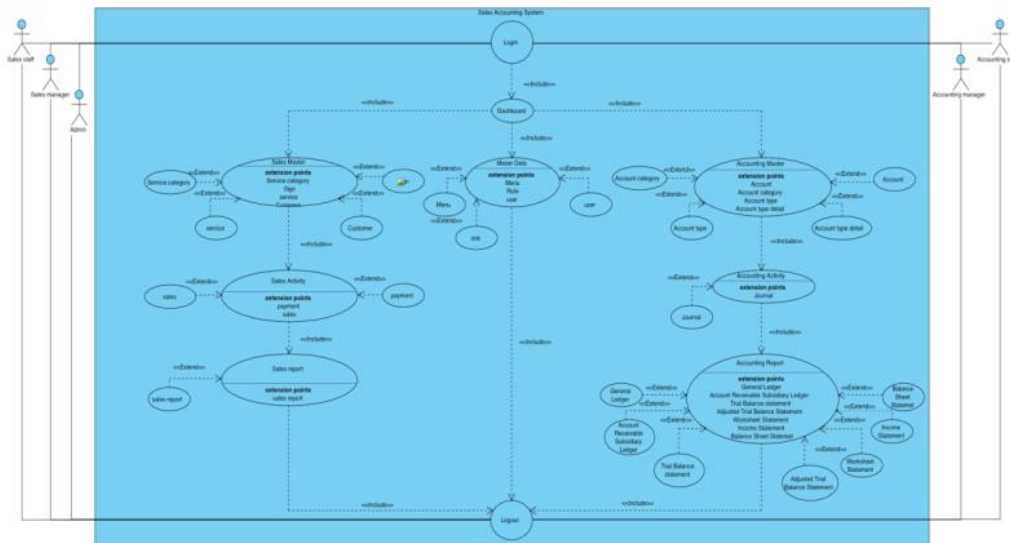 Sales Accounting System
Login
Sales staff
Sales manager
Admin
Accounting s
Accounting manager
<<Include>>
<<Include>>
Dashboard
<<Include>>
<<Include>>
<<Include>>
Sales Master
extension points
Service category
Sign
service
Customer
Service category
<<Extend>>
<<Extend>>
<<Extend>>
<<Extend>>
service
Customer
Master Data
extension points
Menu
Role
user
<<Extend>>
<<Extend>>
<<Extend>>
Menu
user
role
Accounting Master
extension points
Account
Account category
Account type
Account type detail
Account category
<<Extend>>
<<Extend>>
Account
<<Extend>>
<<Extend>>
Account type
Account type detail
<<Include>>
<<Include>>
Sales Activity
extension points
payment
sales
sales
<<Extend>>
<<Extend>>
payment
Accounting Activity
extension points
Journal
<<Extend>>
Journal
<<Include>>
<<Include>>
<<Include>>
Sales report
extension points
sales report
<<Extend>>
sales report
Accounting Report
extension points
General Ledger
Account Receivable Subsidiary Ledger
Trial Balance statement
Adjusted Trial Balance Statement
Worksheet Statement
Income Statement
Balance Sheet Statemet
General
Ledger
<<Extend>>
<<Extend>>
Account
Receivable
Subsidiary
Ledger
<<Extend>>
Trial Balance
statement
<<Extend>>
Balance
Sheet
Statemet
<<Extend>>
Income
Statement
<<Extend>>
Worksheet
Statement
<<Extend>>
Adjusted Trial
Balance Statement
<<Include>>
<<Include>>
Logout